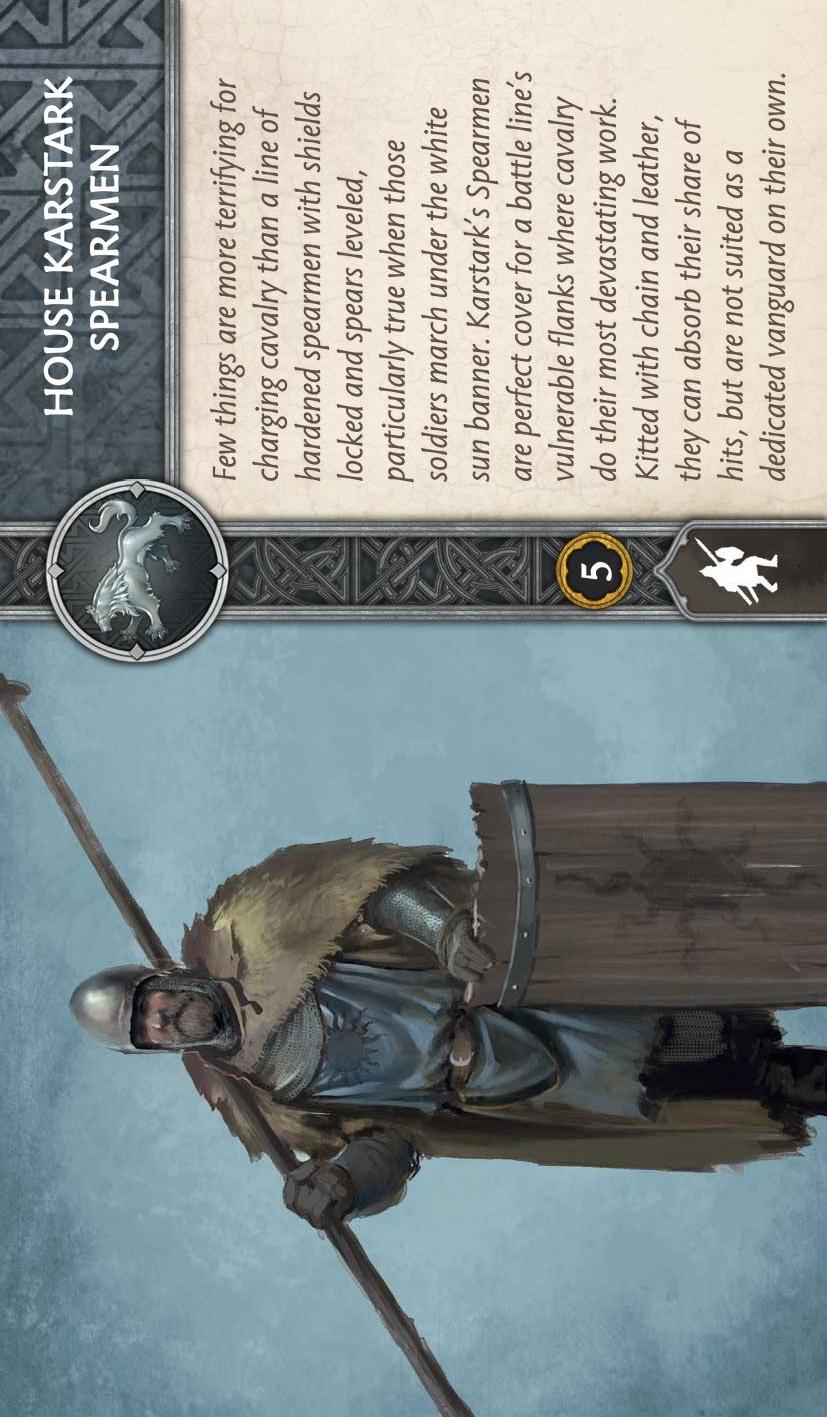 HOUSE KARSTARK
SPEARMEN
Few things are more terrifying for
charging cavalry than a line of
hardened spearmen with shields
locked and spears leveled,
particularly true when those
soldiers march under the white
sun banner. Karstark's Spearmen
are perfect cover for a battle line's
vulnerable flanks where cavalry
do their most devastating work.
Kitted with chain and leather,
they can absorb their share of
hits, but are not suited as a
dedicated vanguard on their own.
5